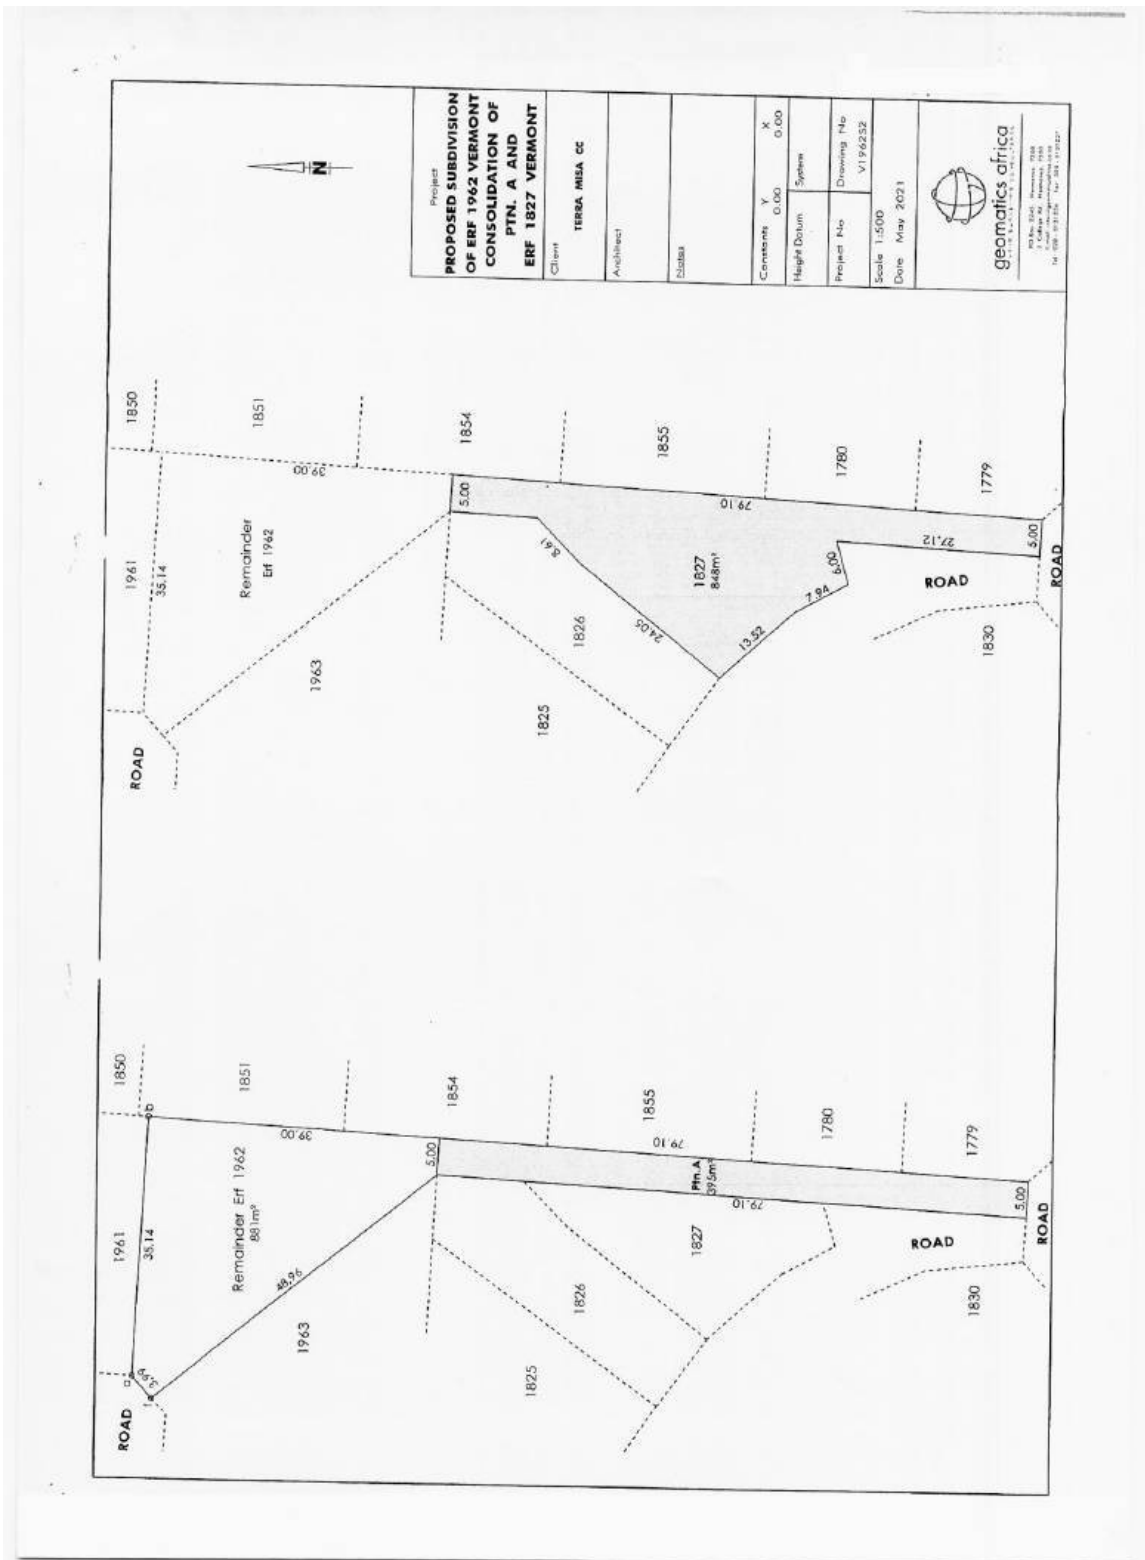 Project
PROPOSED SUBDIVISION
OF ERF 1962 VERMONT
CONSOLIDATION OF
PTN. A AND
ERF 1827 VERMONT
Client
TERRA MISA CC
Architect
Notes
Constants Y X
0.00 0.00
Height Datum System
Project No Drawing No
V196252
Scale 1:500
Date May 2021
geomatics africa
N
1850
1961
35.14
ROAD
39.00
1851
Remainder
Erf 1962
1963
1854
5.00
8.61
1855
79.10
1826
24.05
1825
1827
848m²
13.52
7.94
6.00
1780
27.12
1779
ROAD
1830
5.00
ROAD
1850
b
1961
35.14
a
3.69
ROAD
39.00
1851
Remainder Erf 1962
881m²
48.96
1963
1854
5.00
1855
79.10
Ptn.A
395m²
79.10
1826
1825
1827
1780
1779
ROAD
1830
5.00
ROAD